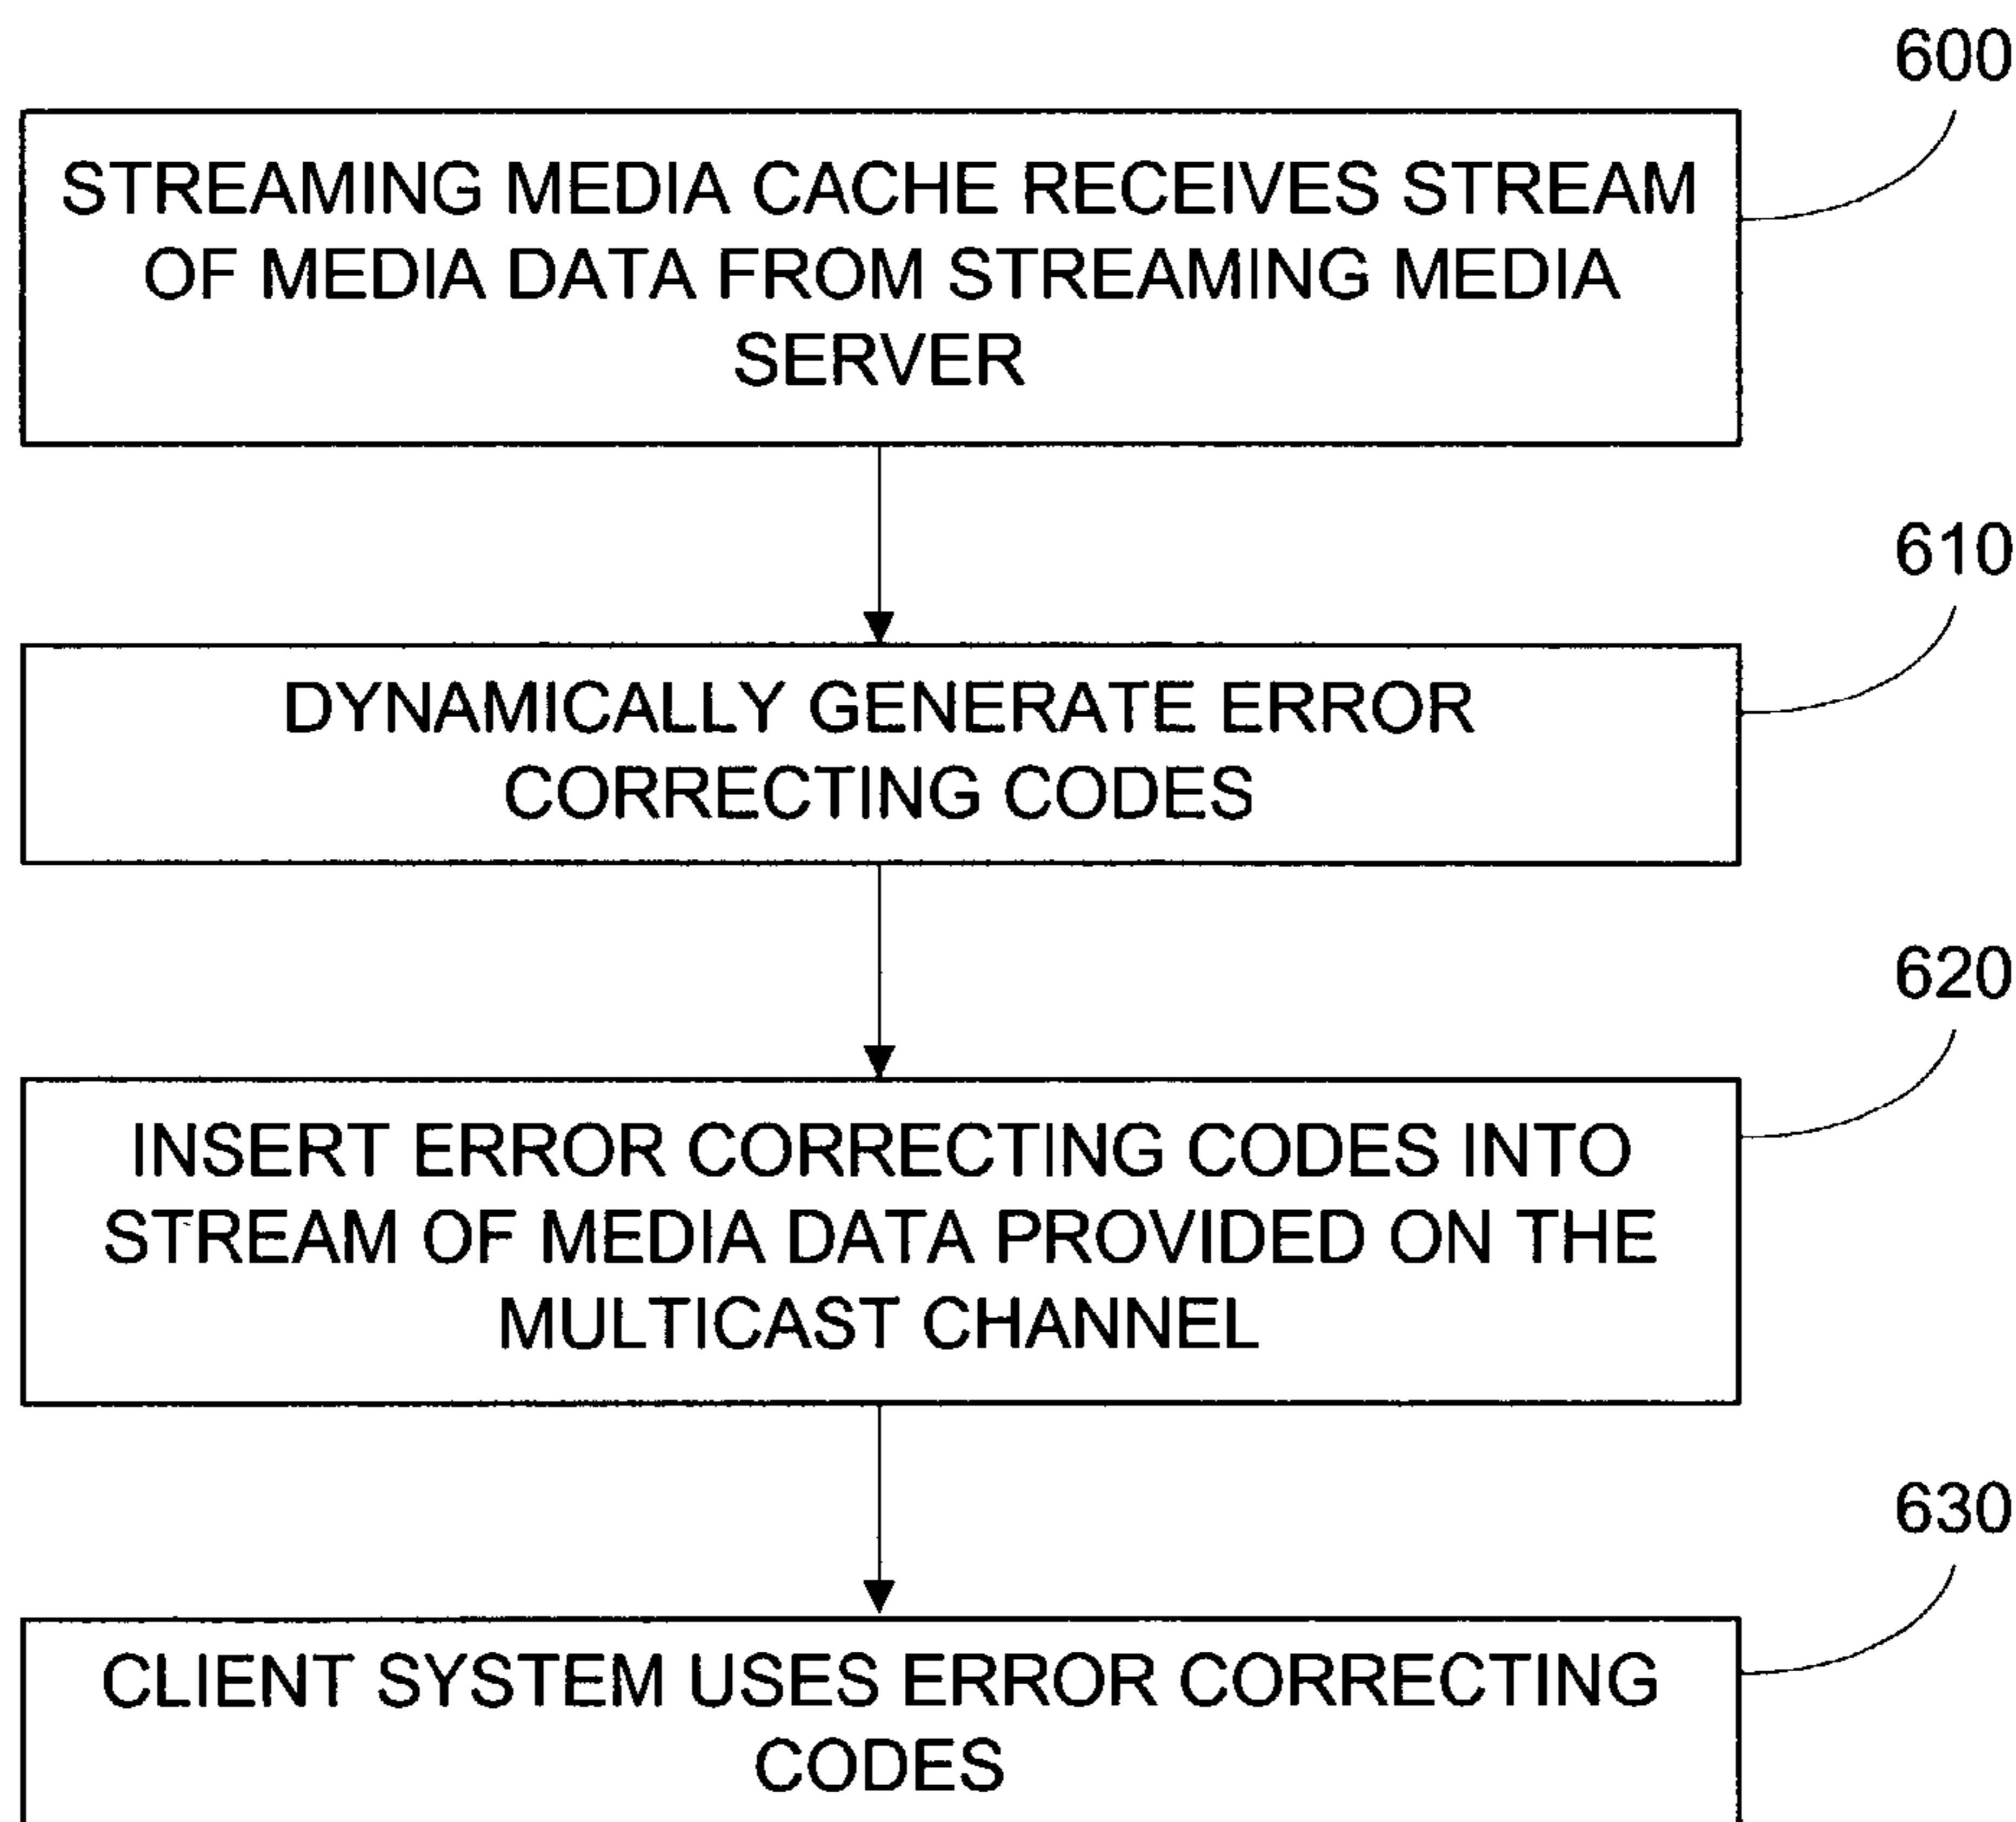 600
STREAMING MEDIA CACHE RECEIVES STREAM
OF MEDIA DATA FROM STREAMING MEDIA
SERVER
610
DYNAMICALLY GENERATE ERROR
CORRECTING CODES
620
INSERT ERROR CORRECTING CODES INTO
STREAM OF MEDIA DATA PROVIDED ON THE
MULTICAST CHANNEL
630
CLIENT SYSTEM USES ERROR CORRECTING
CODES